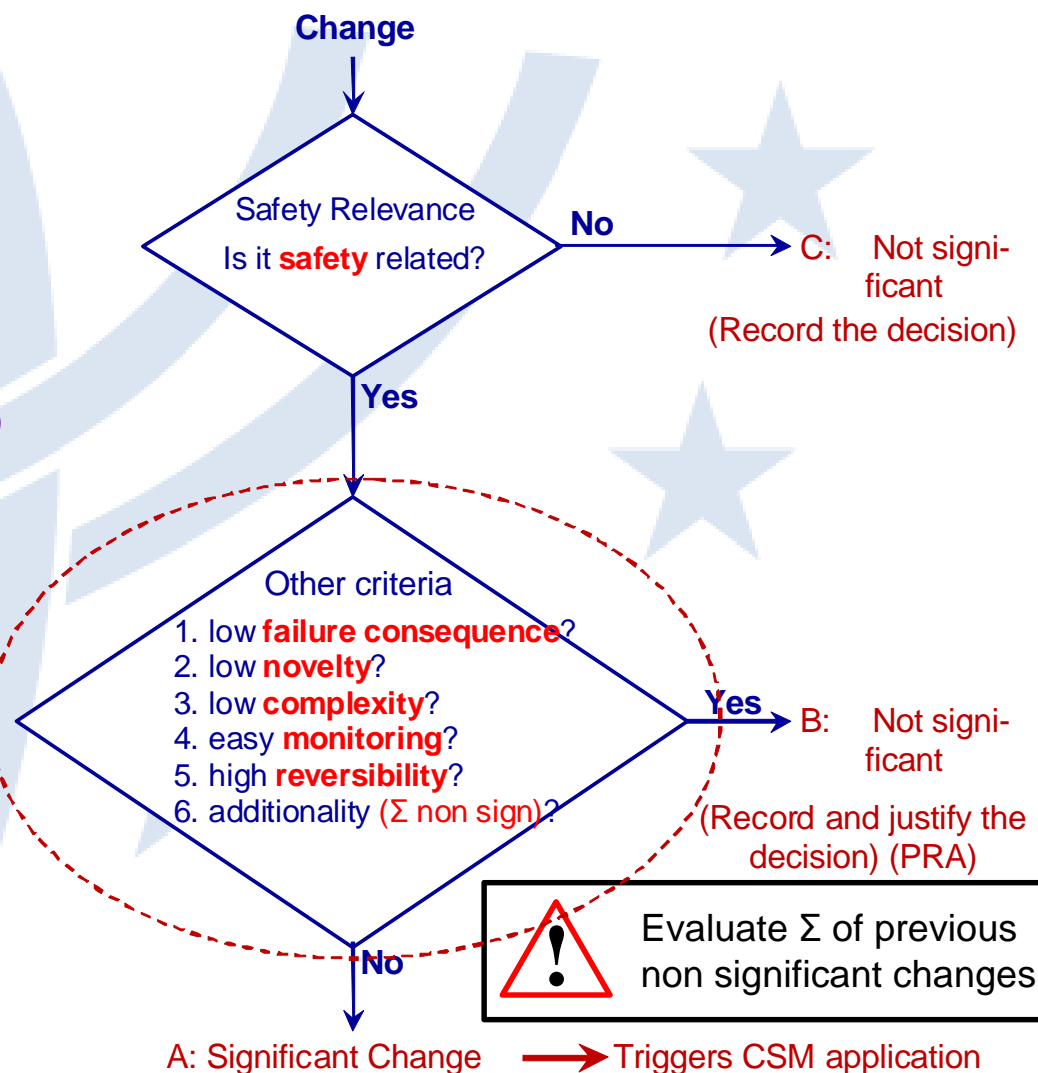 Change
Safety Relevance
Is it safety related?
No
C: Not signi-
ficant
(Record the decision)
Yes
Other criteria
1. low failure consequence?
2. low novelty?
3. low complexity?
4. easy monitoring?
5. high reversibility?
6. additionality (Σ non sign)?
Yes
B: Not signi-
ficant
(Record and justify the
decision) (PRA)
!
Evaluate Σ of previous
non significant changes
No
A: Significant Change
Triggers CSM application